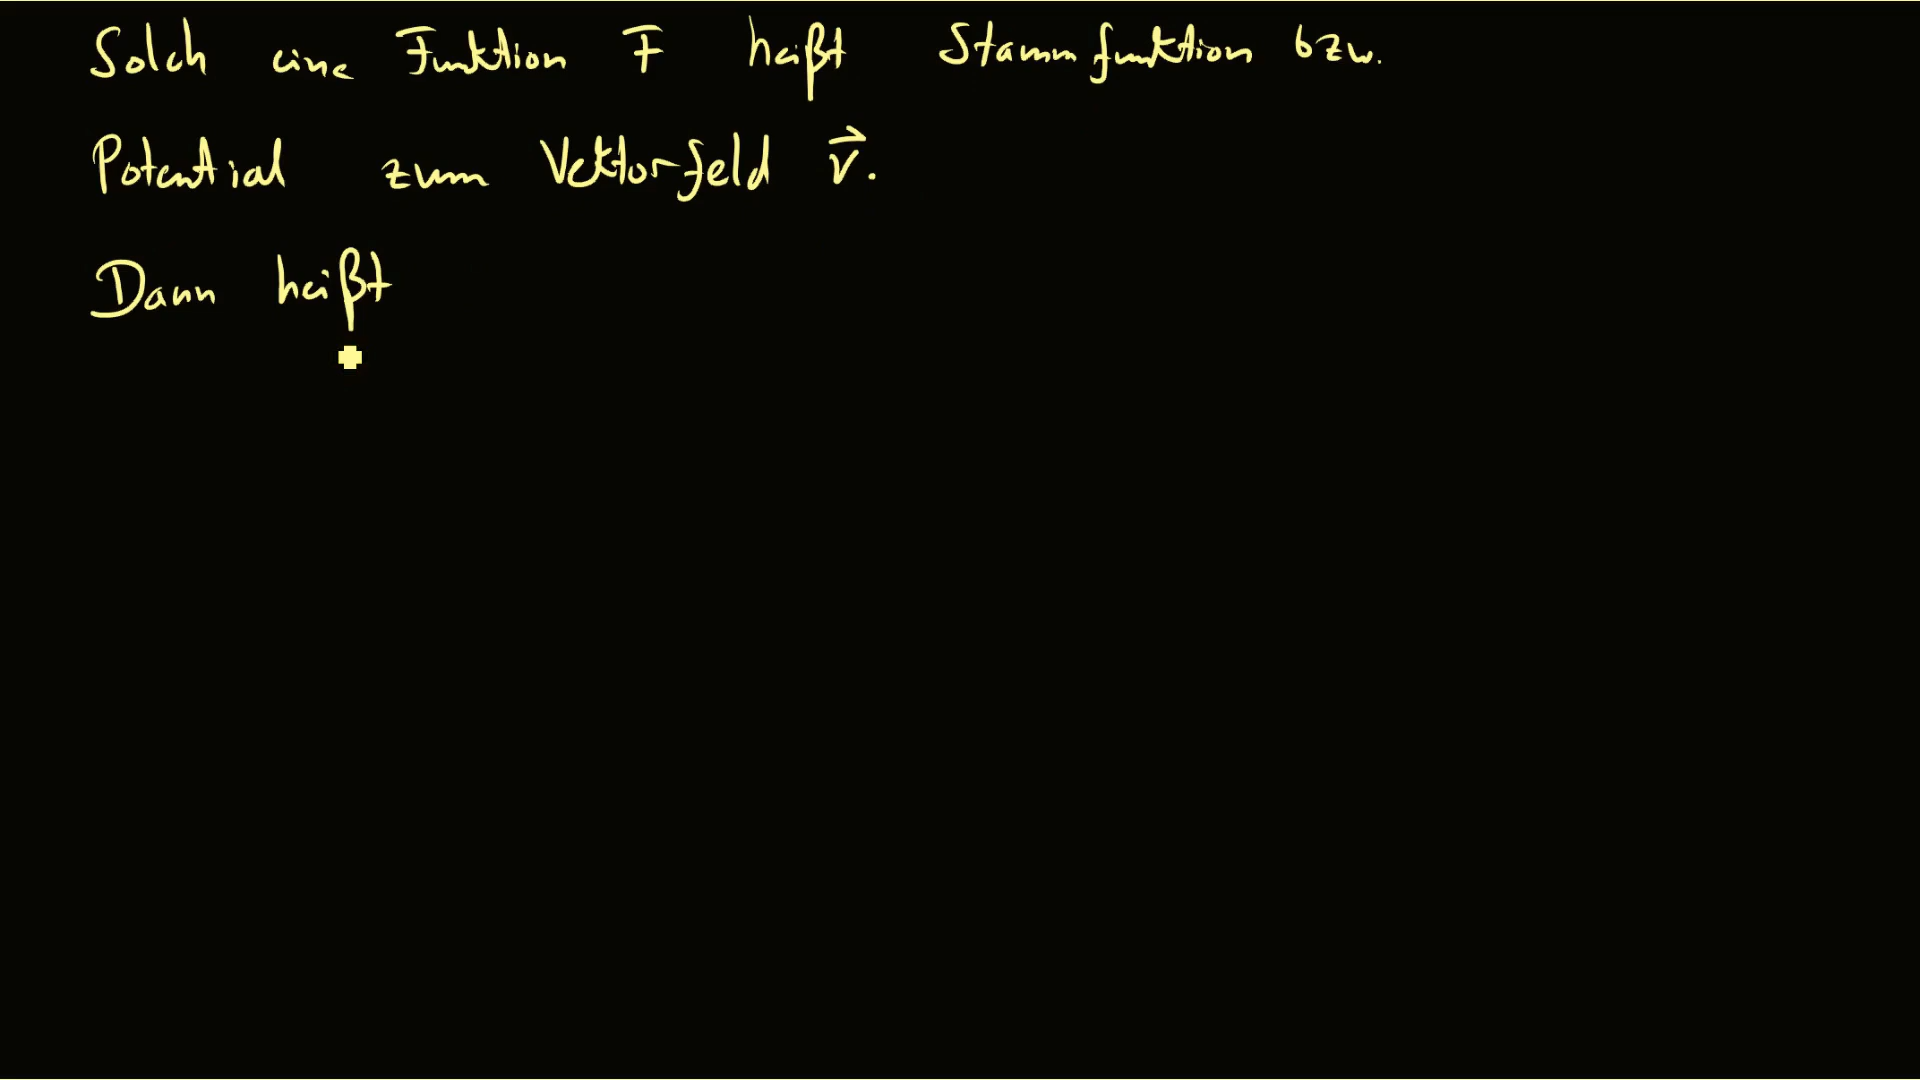 Solch eine Funktion F heißt Stammfunktion bzw.
Potential zum Vektorfeld v⃗.
Dann heißt